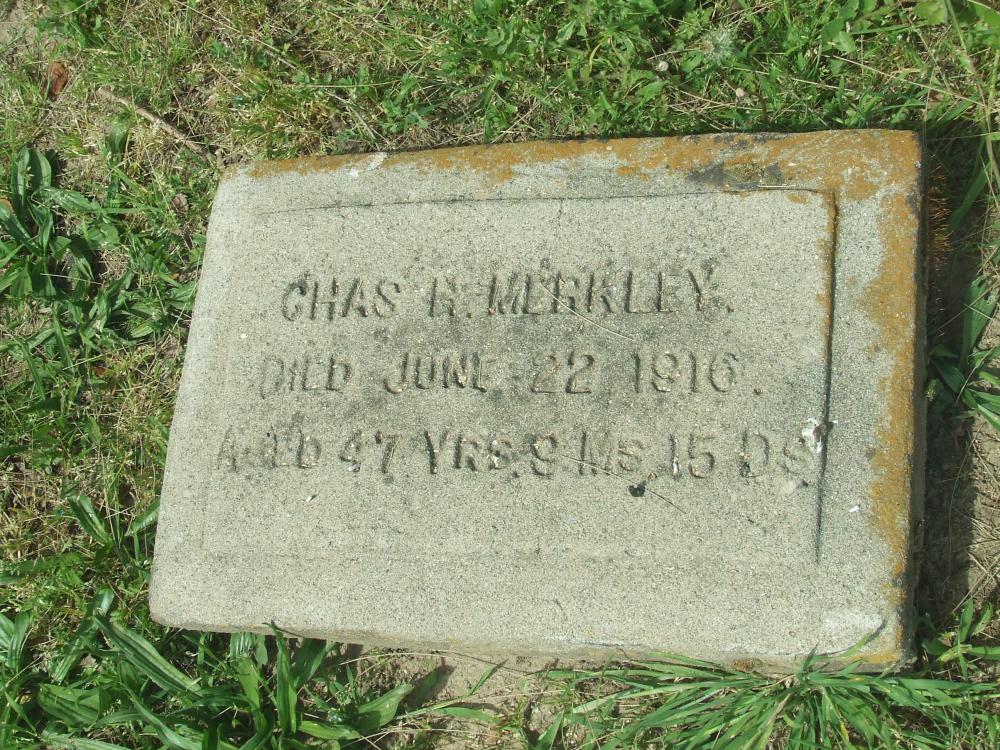 CHAS H. MERKLEY.
DIED JUNE 22 1916.
AGED 47 YRS. 9 MS. 15 DS